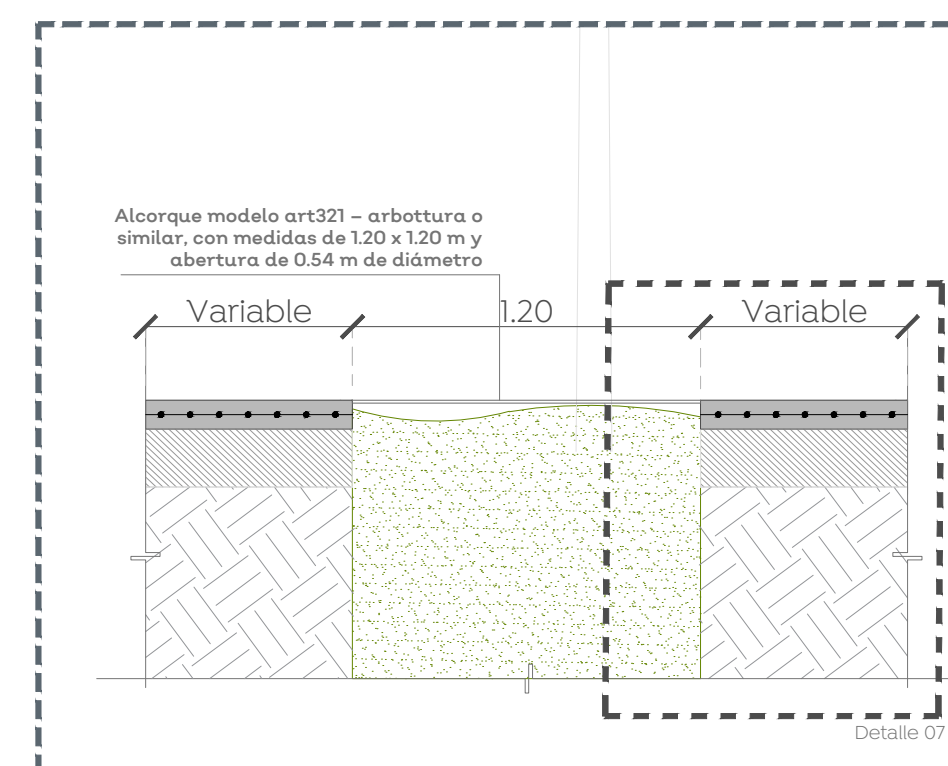 Alcorque modelo art321 – arbottura o
similar, con medidas de 1.20 x 1.20 m y
abertura de 0.54 m de diámetro
Variable
1.20
Variable
Detalle 07